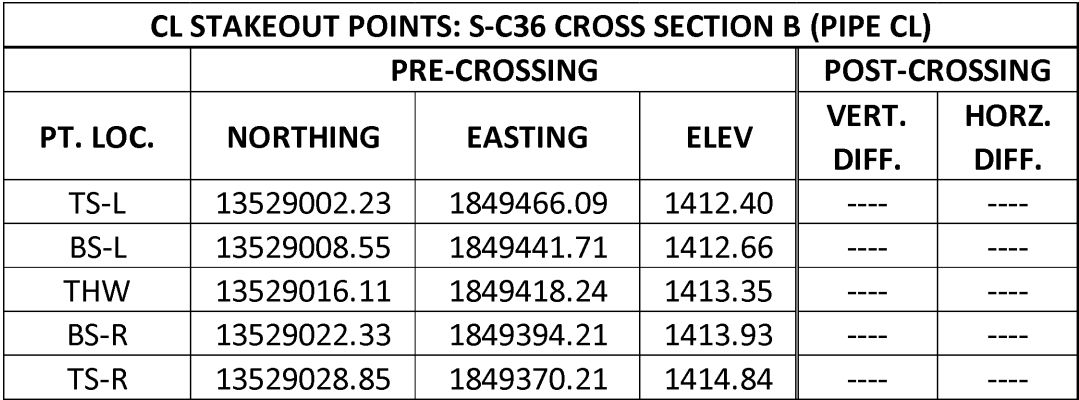 CL STAKEOUT POINTS: S-C36 CROSS SECTION B (PIPE CL)
PRE-CROSSING POST-CROSSING
PT. LOC. NORTHING EASTING ELEV VERT. DIFF. HORZ. DIFF.
TS-L 13529002.23 1849466.09 1412.40 ---- ----
BS-L 13529008.55 1849441.71 1412.66 ---- ----
THW 13529016.11 1849418.24 1413.35 ---- ----
BS-R 13529022.33 1849394.21 1413.93 ---- ----
TS-R 13529028.85 1849370.21 1414.84 ---- ----